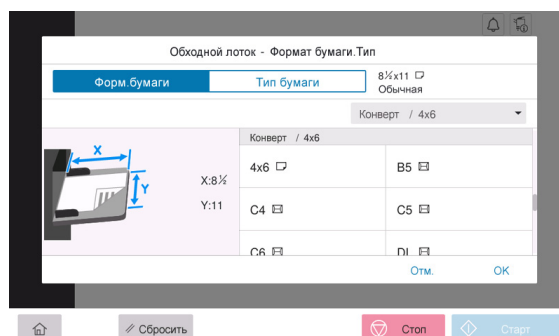 Обходной лоток - Формат бумаги.Тип
Форм.бумаги
Тип бумаги
8½x11
Обычная
Конверт / 4x6
Конверт / 4x6
X
Y
X:8½
Y:11
4x6
B5
C4
C5
C6
DL
Отм.
OK
Сбросить
Стоп
Старт